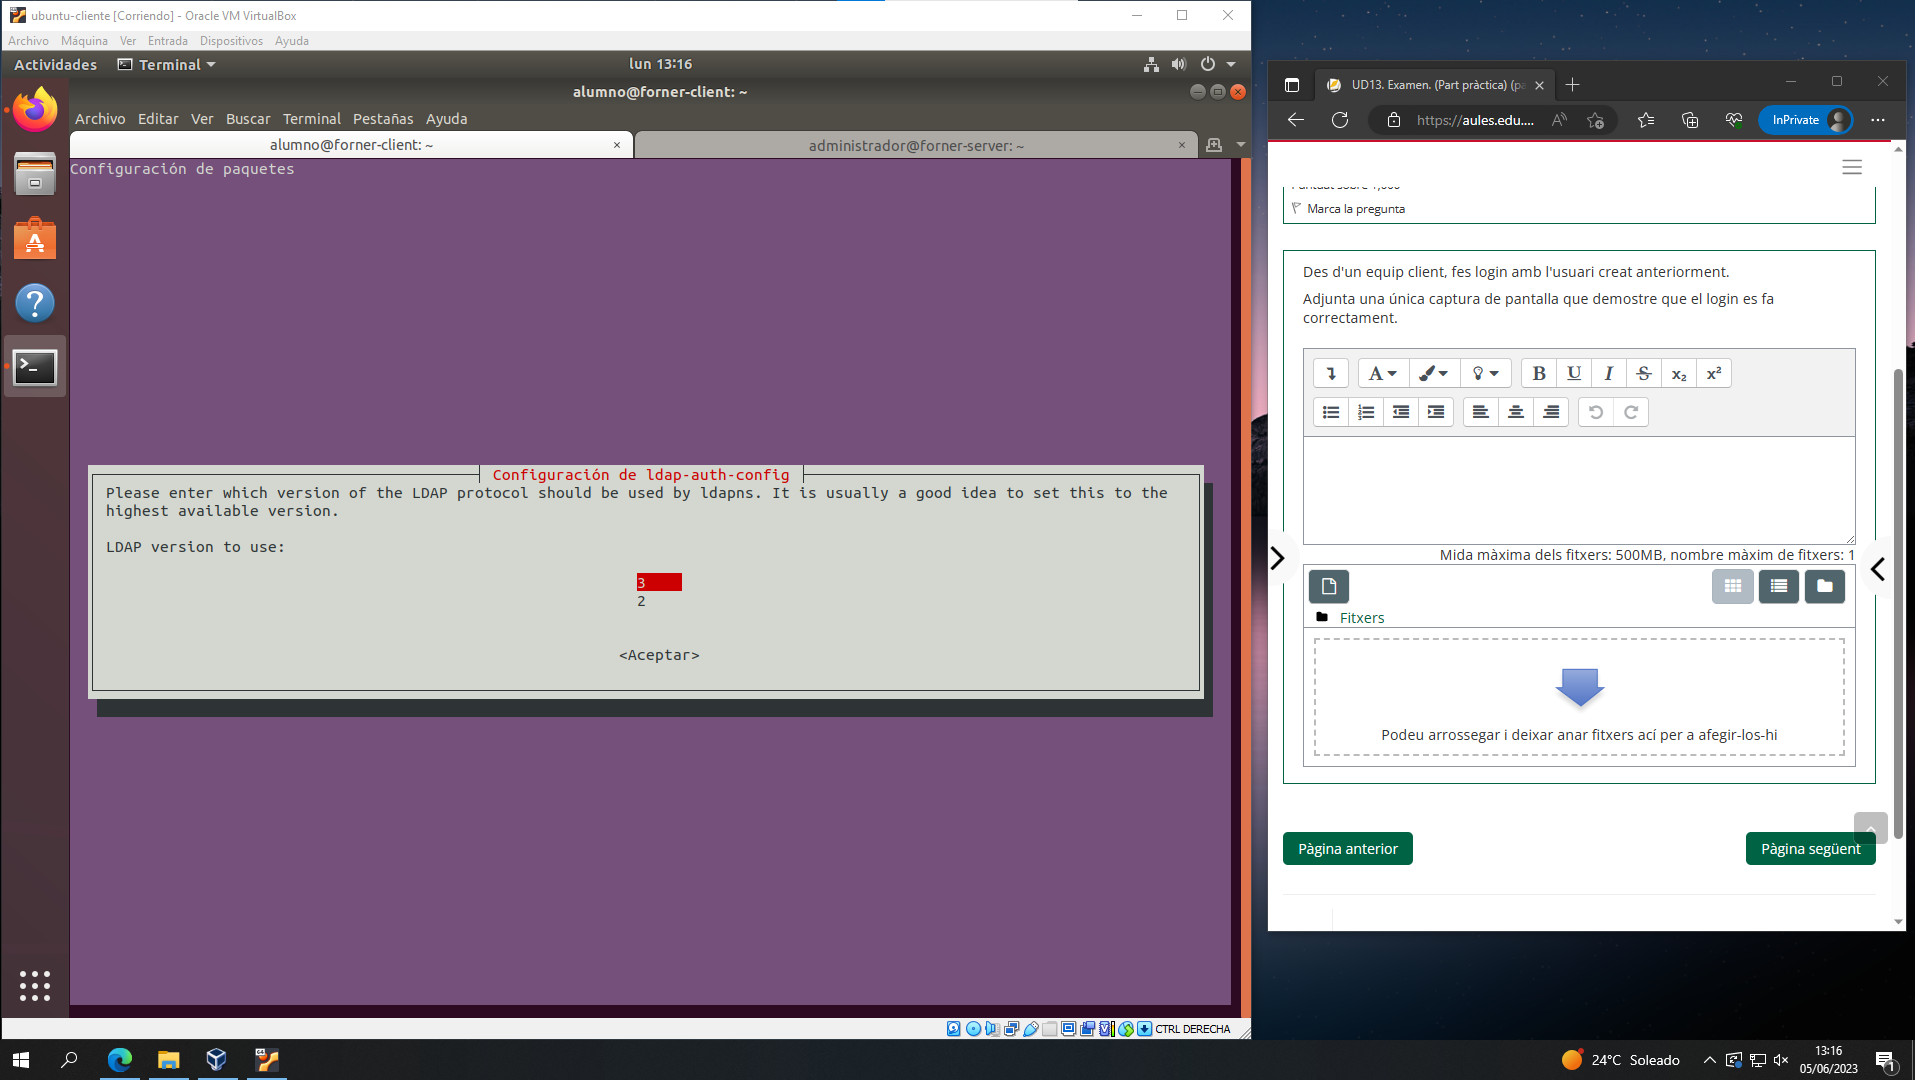 ubuntu-cliente [Corriendo] - Oracle VM VirtualBox
Archivo Máquina Ver Entrada Dispositivos Ayuda
Actividades Terminal lun 13:16
alumno@forner-client: ~
Archivo Editar Ver Buscar Terminal Pestañas Ayuda
alumno@forner-client: ~ × administrador@forner-server: ~ ×
Configuración de paquetes
Configuración de ldap-auth-config
Please enter which version of the LDAP protocol should be used by ldapns. It is usually a good idea to set this to the
highest available version.
LDAP version to use:
3
2
<Aceptar>
CTRL DERECHA
UD13. Examen. (Part pràctica) (pa
https://aules.edu....
InPrivate
Marca la pregunta
Des d'un equip client, fes login amb l'usuari creat anteriorment.
Adjunta una única captura de pantalla que demostre que el login es fa
correctament.
A B U I S x₂ x²
Mida màxima dels fitxers: 500MB, nombre màxim de fitxers: 1
Fitxers
Podeu arrossegar i deixar anar fitxers ací per a afegir-los-hi
Pàgina anterior
Pàgina següent
24°C Soleado
13:16
05/06/2023
1